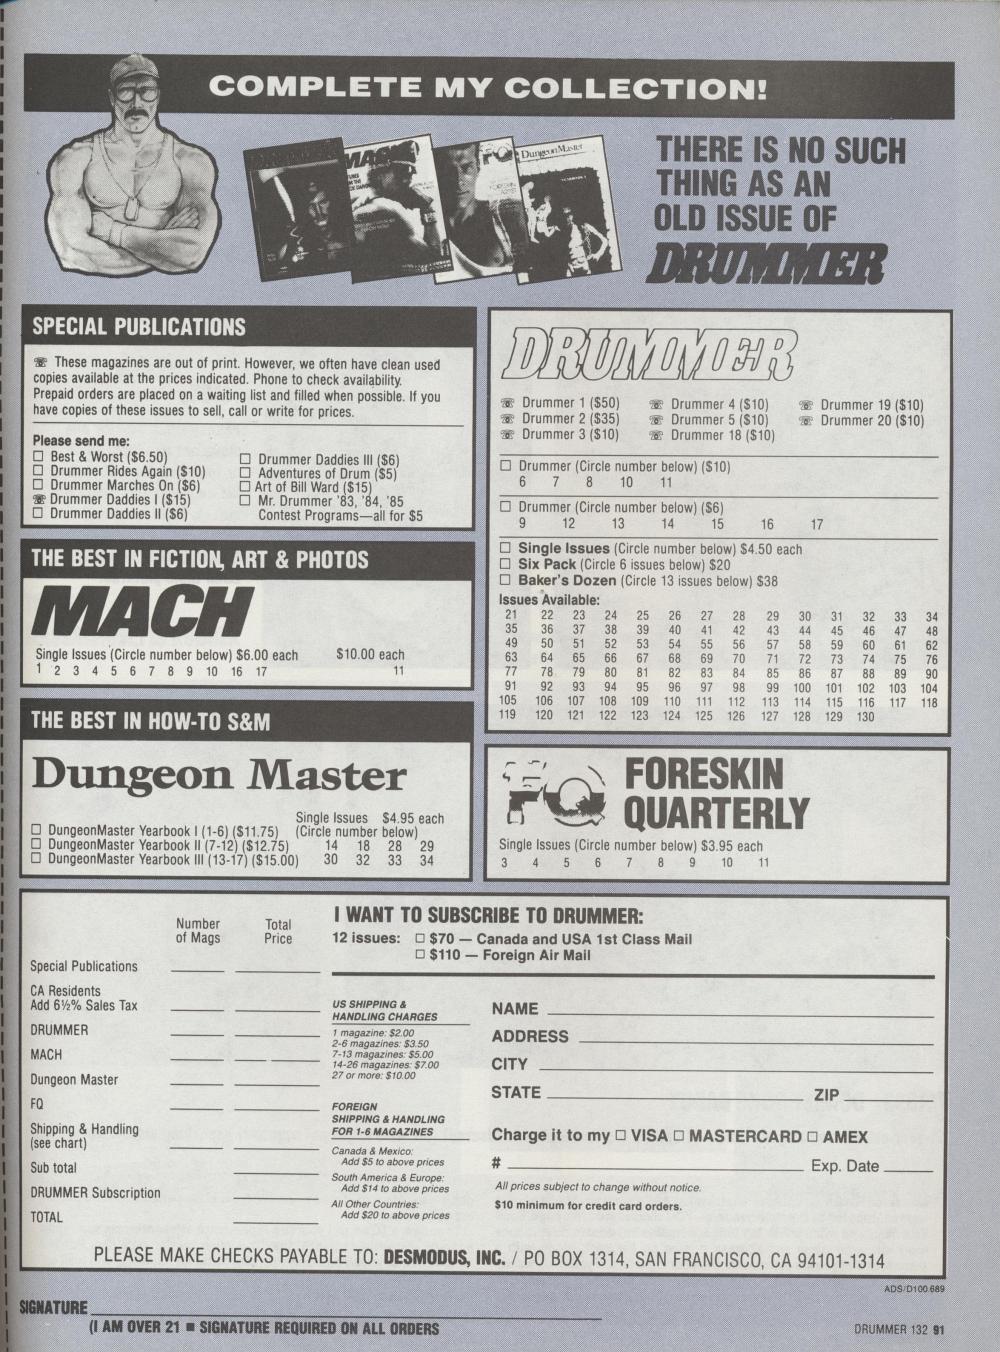 COMPLETE MY COLLECTION!
MACH
FQ
DungeonMaster
THERE IS NO SUCH
THING AS AN
OLD ISSUE OF
DRUMMER
SPECIAL PUBLICATIONS
☏ These magazines are out of print. However, we often have clean used
copies available at the prices indicated. Phone to check availability.
Prepaid orders are placed on a waiting list and filled when possible. If you
have copies of these issues to sell, call or write for prices.
Please send me:
☐ Best & Worst ($6.50)
☐ Drummer Rides Again ($10)
☐ Drummer Marches On ($6)
☏ Drummer Daddies I ($15)
☐ Drummer Daddies II ($6)
☐ Drummer Daddies III ($6)
☐ Adventures of Drum ($5)
☐ Art of Bill Ward ($15)
☐ Mr. Drummer '83, '84, '85
Contest Programs—all for $5
THE BEST IN FICTION, ART & PHOTOS
MACH
Single Issues (Circle number below) $6.00 each $10.00 each
1 2 3 4 5 6 7 8 9 10 16 17 11
THE BEST IN HOW-TO S&M
Dungeon Master
Single Issues $4.95 each
(Circle number below)
☐ DungeonMaster Yearbook I (1-6) ($11.75)
☐ DungeonMaster Yearbook II (7-12) ($12.75) 14 18 28 29
☐ DungeonMaster Yearbook III (13-17) ($15.00) 30 32 33 34
DRUMMER
☏ Drummer 1 ($50) ☏ Drummer 4 ($10) ☏ Drummer 19 ($10)
☏ Drummer 2 ($35) ☏ Drummer 5 ($10) ☏ Drummer 20 ($10)
☏ Drummer 3 ($10) ☏ Drummer 18 ($10)
☐ Drummer (Circle number below) ($10)
6 7 8 10 11
☐ Drummer (Circle number below) ($6)
9 12 13 14 15 16 17
☐ Single Issues (Circle number below) $4.50 each
☐ Six Pack (Circle 6 issues below) $20
☐ Baker's Dozen (Circle 13 issues below) $38
Issues Available:
21 22 23 24 25 26 27 28 29 30 31 32 33 34
35 36 37 38 39 40 41 42 43 44 45 46 47 48
49 50 51 52 53 54 55 56 57 58 59 60 61 62
63 64 65 66 67 68 69 70 71 72 73 74 75 76
77 78 79 80 81 82 83 84 85 86 87 88 89 90
91 92 93 94 95 96 97 98 99 100 101 102 103 104
105 106 107 108 109 110 111 112 113 114 115 116 117 118
119 120 121 122 123 124 125 126 127 128 129 130
FQ
FORESKIN
QUARTERLY
Single Issues (Circle number below) $3.95 each
3 4 5 6 7 8 9 10 11
Number
of Mags
Total
Price
Special Publications
CA Residents
Add 6½% Sales Tax
DRUMMER
MACH
Dungeon Master
FQ
Shipping & Handling
(see chart)
Sub total
DRUMMER Subscription
TOTAL
I WANT TO SUBSCRIBE TO DRUMMER:
12 issues: ☐ $70 — Canada and USA 1st Class Mail
☐ $110 — Foreign Air Mail
US SHIPPING &
HANDLING CHARGES
1 magazine: $2.00
2-6 magazines: $3.50
7-13 magazines: $5.00
14-26 magazines: $7.00
27 or more: $10.00
FOREIGN
SHIPPING & HANDLING
FOR 1-6 MAGAZINES
Canada & Mexico:
Add $5 to above prices
South America & Europe:
Add $14 to above prices
All Other Countries:
Add $20 to above prices
NAME
ADDRESS
CITY
STATE ZIP
Charge it to my ☐ VISA ☐ MASTERCARD ☐ AMEX
# Exp. Date
All prices subject to change without notice.
$10 minimum for credit card orders.
PLEASE MAKE CHECKS PAYABLE TO: DESMODUS, INC. / PO BOX 1314, SAN FRANCISCO, CA 94101-1314
ADS/D100.689
SIGNATURE
(I AM OVER 21 ■ SIGNATURE REQUIRED ON ALL ORDERS
DRUMMER 132 91